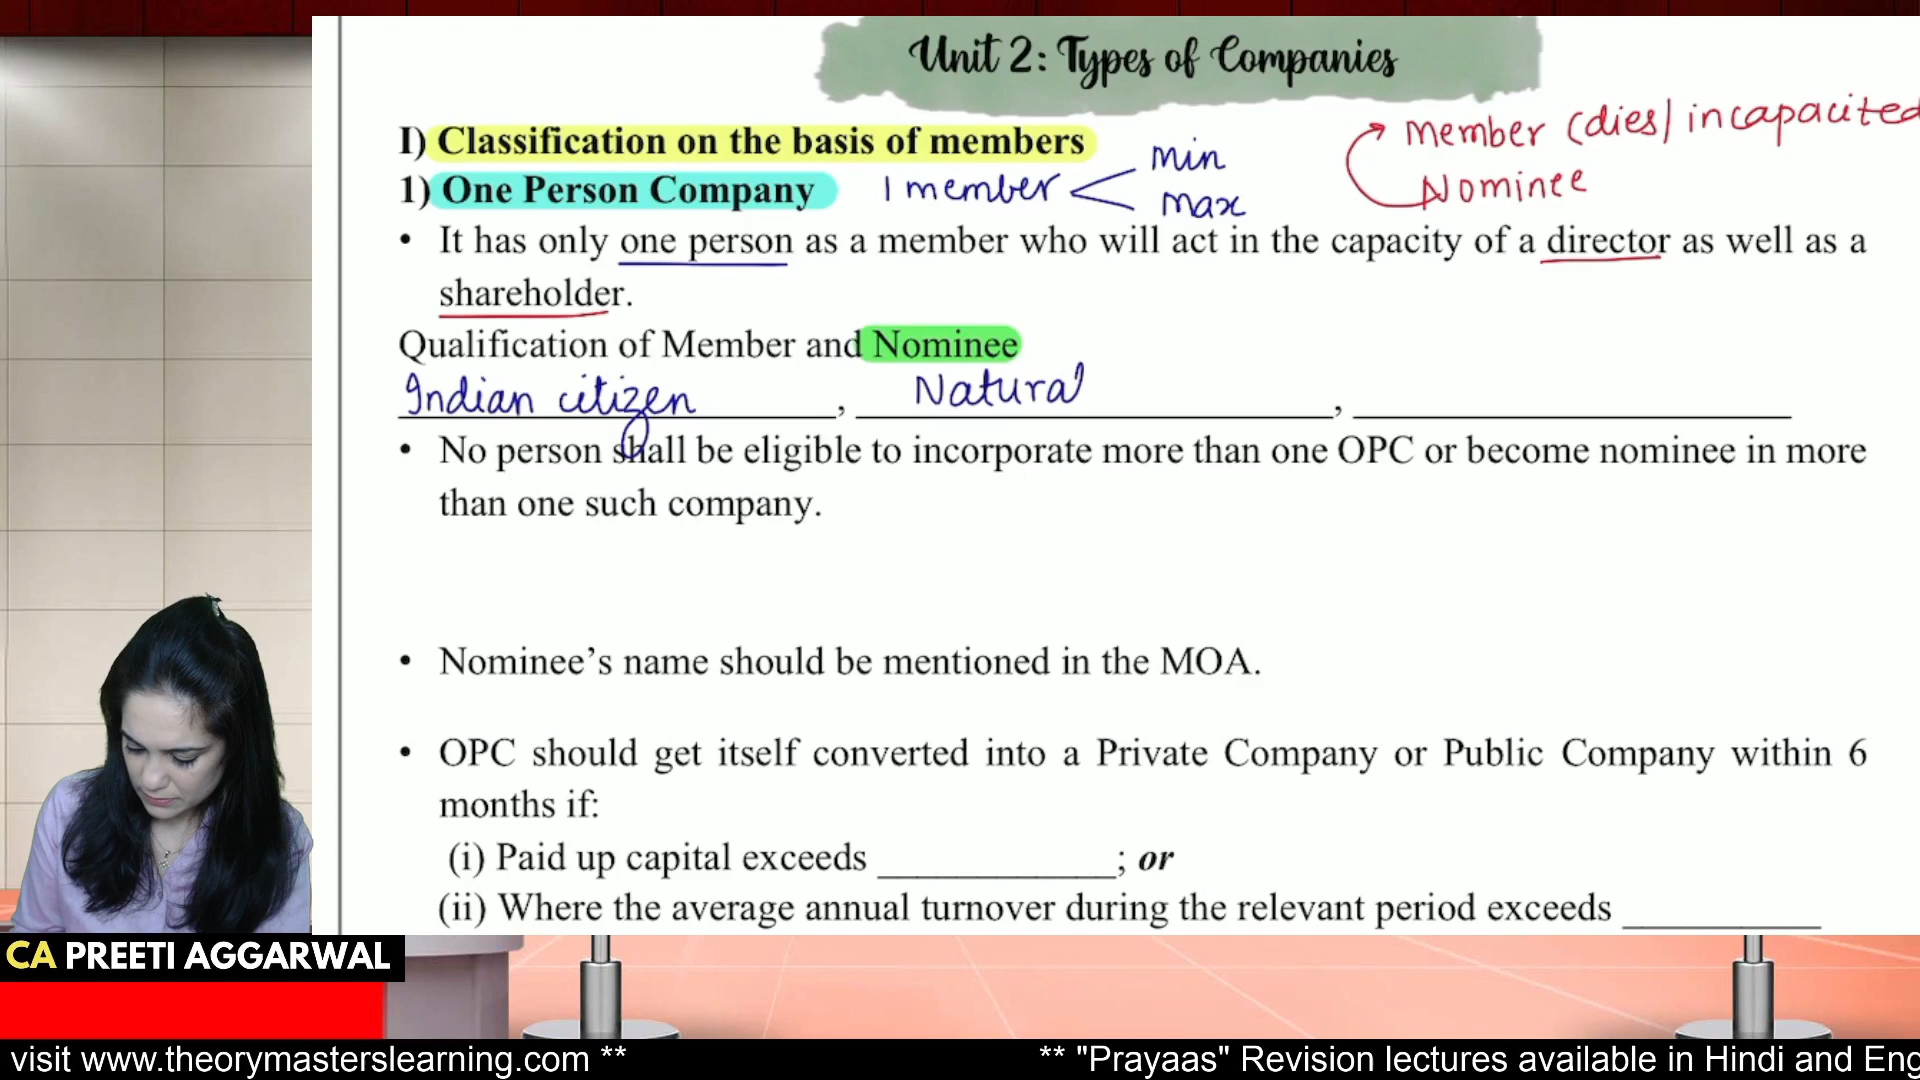 Unit 2: Types of Companies
Member (dies) incapacited
Nominee
I) Classification on the basis of members
1) One Person Company 1 member
Min
Max
• It has only one person as a member who will act in the capacity of a director as well as a
shareholder.
Qualification of Member and Nominee
Indian citizen, Natural,
• No person shall be eligible to incorporate more than one OPC or become nominee in more
than one such company.
• Nominee’s name should be mentioned in the MOA.
• OPC should get itself converted into a Private Company or Public Company within 6
months if:
(i) Paid up capital exceeds ____________; or
(ii) Where the average annual turnover during the relevant period exceeds __________
CA PREETI AGGARWAL
visit www.theorymasterslearning.com ** ** "Prayaas" Revision lectures available in Hindi and Eng